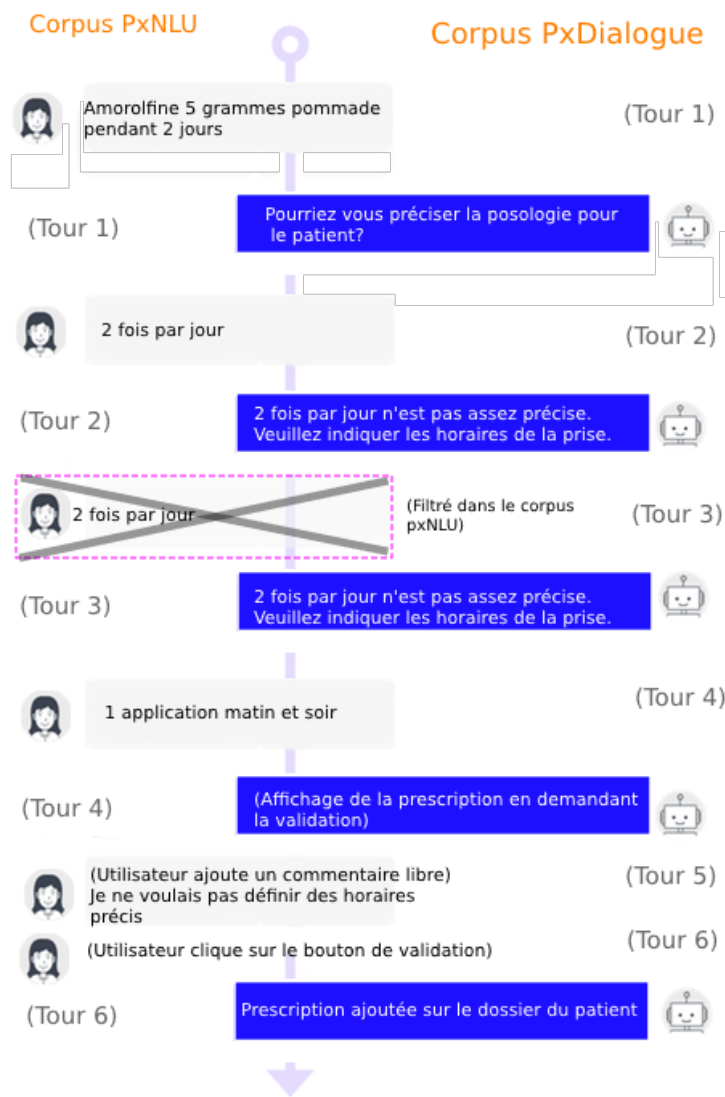 Corpus PxNLU
Corpus PxDialogue
Amorolfine 5 grammes pommade
pendant 2 jours
(Tour 1)
(Tour 1)
Pourriez vous préciser la posologie pour
le patient?
2 fois par jour
(Tour 2)
(Tour 2)
2 fois par jour n'est pas assez précise.
Veuillez indiquer les horaires de la prise.
2 fois par jour
(Filtré dans le corpus
pxNLU)
(Tour 3)
(Tour 3)
2 fois par jour n'est pas assez précise.
Veuillez indiquer les horaires de la prise.
1 application matin et soir
(Tour 4)
(Tour 4)
(Affichage de la prescription en demandant
la validation)
(Utilisateur ajoute un commentaire libre)
Je ne voulais pas définir des horaires
précis
(Tour 5)
(Utilisateur clique sur le bouton de validation)
(Tour 6)
(Tour 6)
Prescription ajoutée sur le dossier du patient